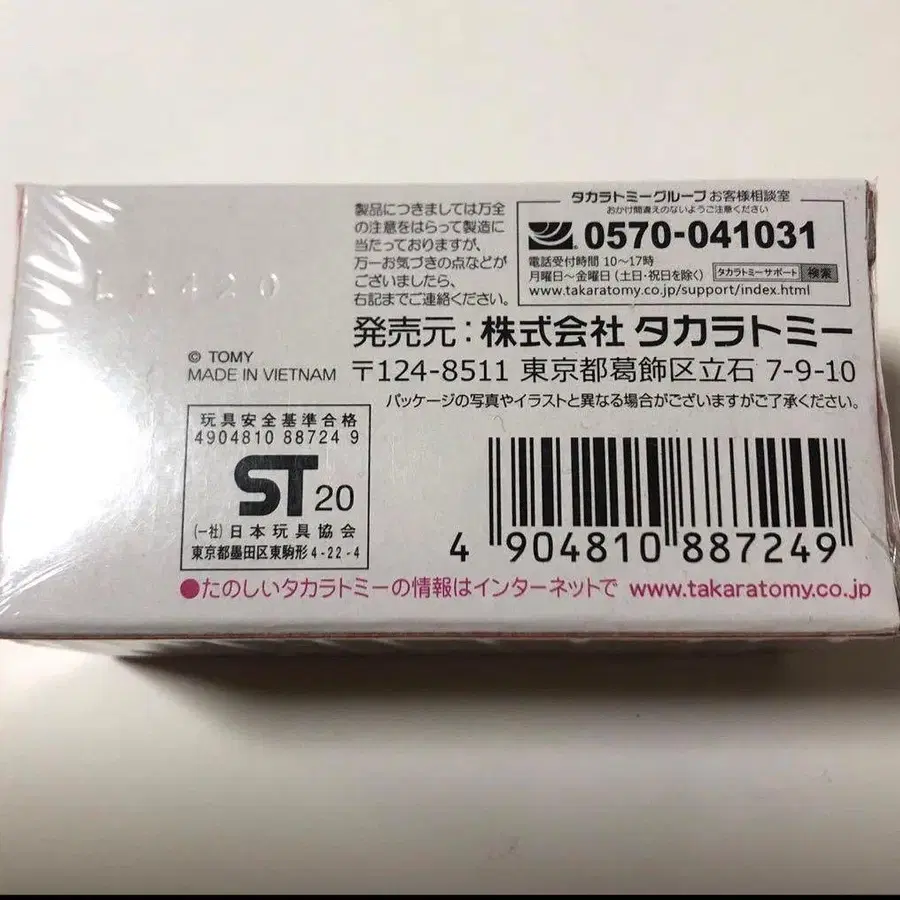 製品につきましては万全
の注意をはらって製造に
当たっておりますが、
万一お気づきの点などが
ございましたら、
右記までご連絡ください。
タカラトミーグループお客様相談室
おかけ間違えのないようご注意ください
0570-041031
電話受付時間 10〜17時
月曜日〜金曜日(土日・祝日を除く) タカラトミーサポート 検索
www.takaratomy.co.jp/support/index.html
発売元:株式会社 タカラトミー
〒124-8511 東京都葛飾区立石 7-9-10
パッケージの写真やイラストと異なる場合がございますがご了承ください。
© TOMY
MADE IN VIETNAM
玩具安全基準合格
4904810 88724 9
ST 20
(一社)日本玩具協会
東京都墨田区東駒形4-22-4
4 904810 887249
●たのしいタカラトミーの情報はインターネットで www.takaratomy.co.jp